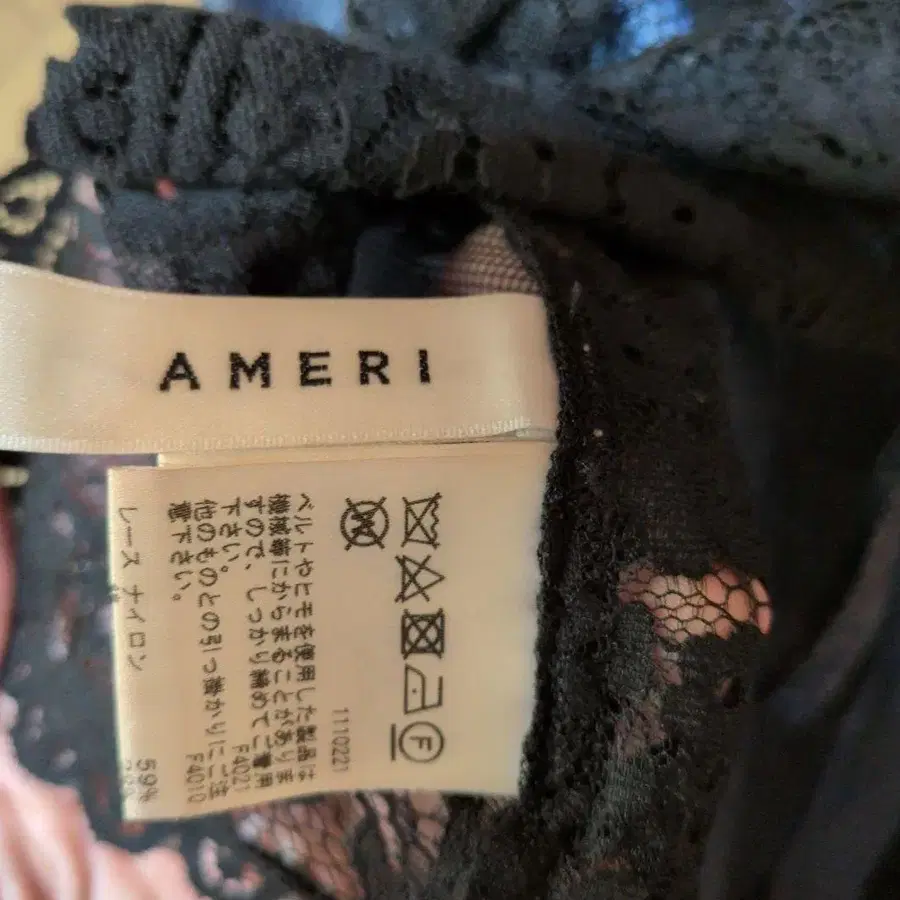 AMERI
F
W
1110221
ベルトやヒモを使用した製品は
機械等にからまることがありま
すので、しっかり締めてご着用
下さい。 F4021
他のものとの引っ掛かりにご注
意下さい。 F4010
レース ナイロン 59%